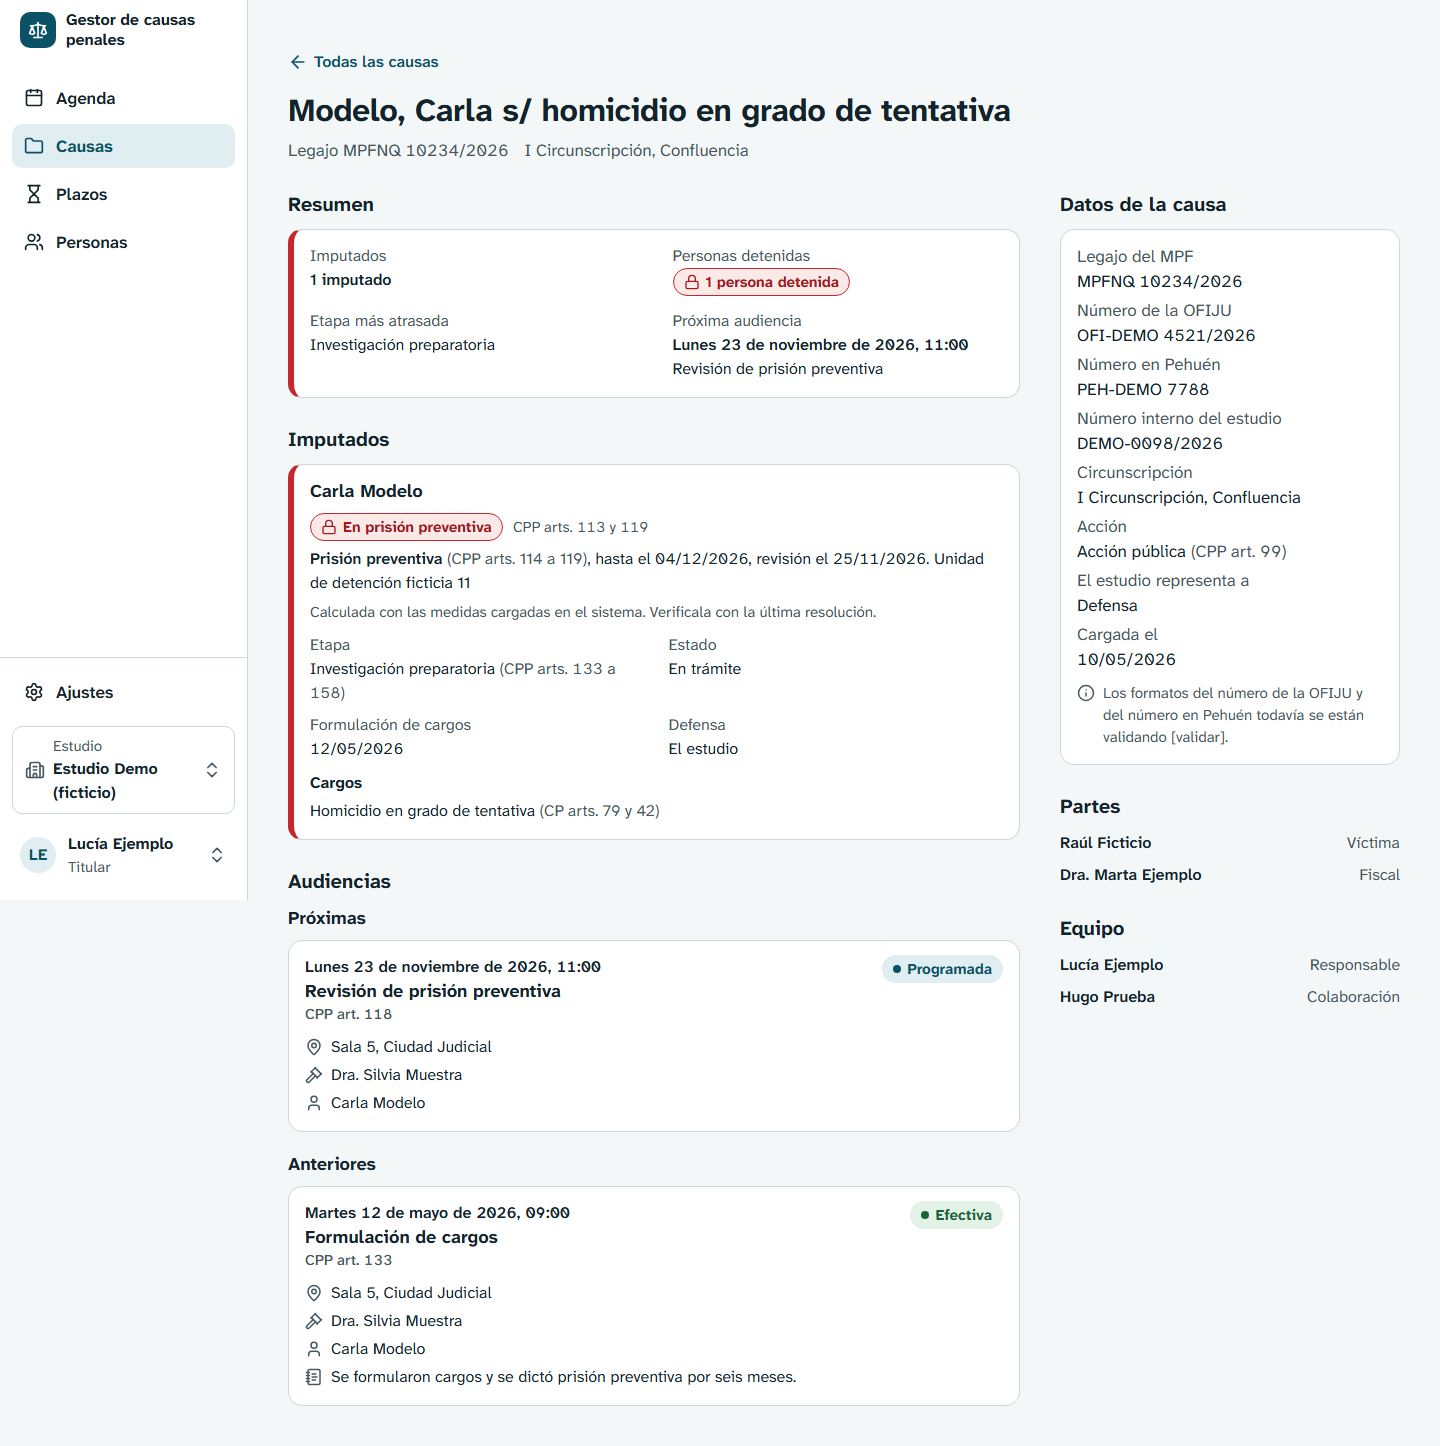 Gestor de causas
penales
Agenda
Causas
Plazos
Personas
Ajustes
Estudio
Estudio Demo
(ficticio)
LE
Lucía Ejemplo
Titular
Todas las causas
Modelo, Carla s/ homicidio en grado de tentativa
Legajo MPFNQ 10234/2026 I Circunscripción, Confluencia
Resumen
Imputados
1 imputado
Personas detenidas
1 persona detenida
Etapa más atrasada
Investigación preparatoria
Próxima audiencia
Lunes 23 de noviembre de 2026, 11:00
Revisión de prisión preventiva
Imputados
Carla Modelo
En prisión preventiva CPP arts. 113 y 119
Prisión preventiva (CPP arts. 114 a 119), hasta el 04/12/2026, revisión el 25/11/2026. Unidad
de detención ficticia 11
Calculada con las medidas cargadas en el sistema. Verificala con la última resolución.
Etapa
Investigación preparatoria (CPP arts. 133 a
158)
Estado
En trámite
Formulación de cargos
12/05/2026
Defensa
El estudio
Cargos
Homicidio en grado de tentativa (CP arts. 79 y 42)
Audiencias
Próximas
Lunes 23 de noviembre de 2026, 11:00
Programada
Revisión de prisión preventiva
CPP art. 118
Sala 5, Ciudad Judicial
Dra. Silvia Muestra
Carla Modelo
Anteriores
Martes 12 de mayo de 2026, 09:00
Efectiva
Formulación de cargos
CPP art. 133
Sala 5, Ciudad Judicial
Dra. Silvia Muestra
Carla Modelo
Se formularon cargos y se dictó prisión preventiva por seis meses.
Datos de la causa
Legajo del MPF
MPFNQ 10234/2026
Número de la OFIJU
OFI-DEMO 4521/2026
Número en Pehuén
PEH-DEMO 7788
Número interno del estudio
DEMO-0098/2026
Circunscripción
I Circunscripción, Confluencia
Acción
Acción pública (CPP art. 99)
El estudio representa a
Defensa
Cargada el
10/05/2026
Los formatos del número de la OFIJU y
del número en Pehuén todavía se están
validando [validar].
Partes
Raúl Ficticio Víctima
Dra. Marta Ejemplo Fiscal
Equipo
Lucía Ejemplo Responsable
Hugo Prueba Colaboración